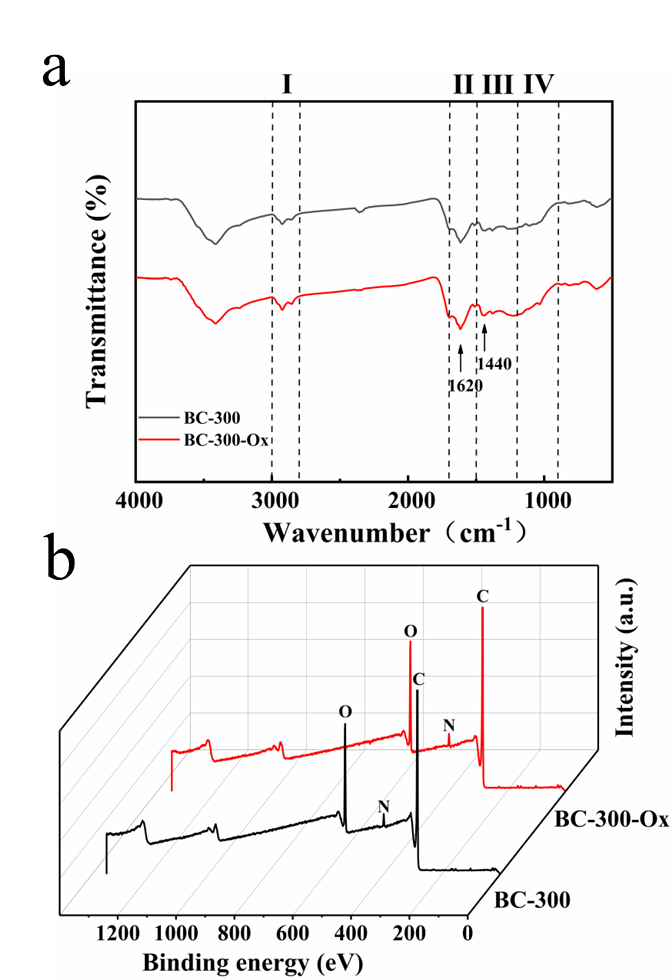 a
I II III IV
Transmittance (%)
1620
1440
BC-300
BC-300-Ox
4000 3000 2000 1000
Wavenumber（cm-1）
b
C
O
C
O
N
N
Intensity (a.u.)
BC-300-Ox
BC-300
1200 1000 800 600 400 200 0
Binding energy (eV)